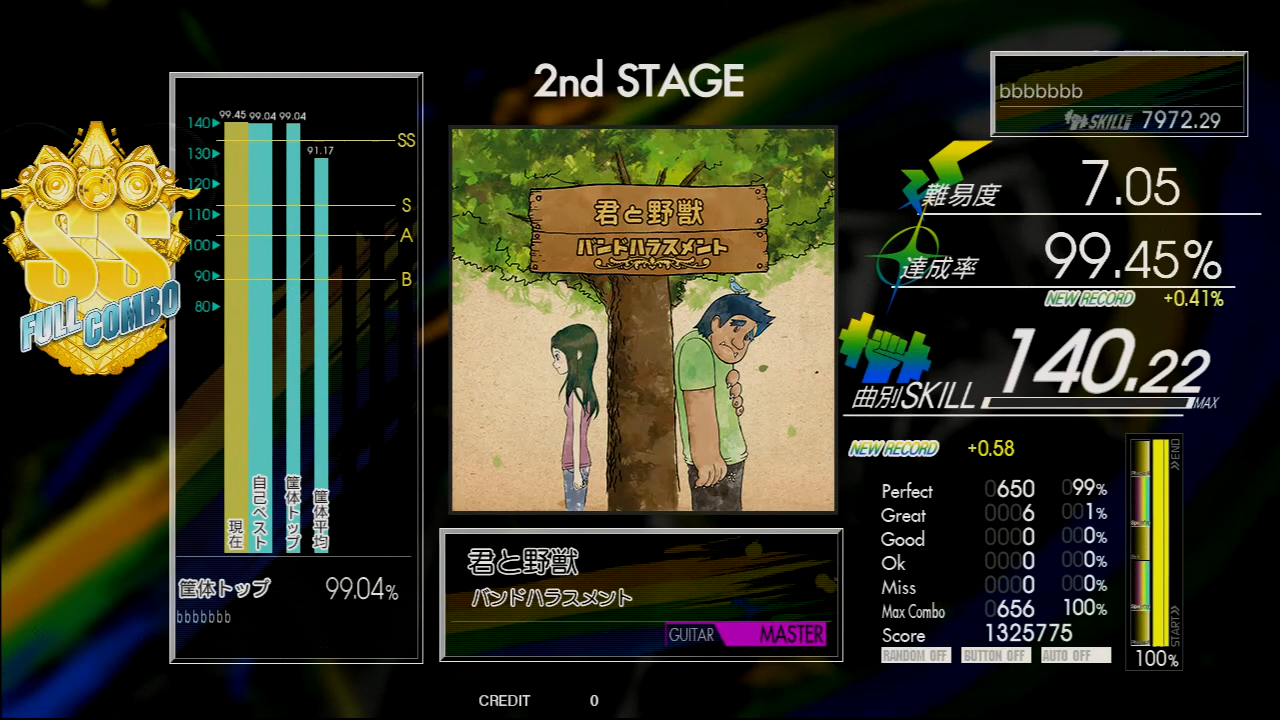 2nd STAGE
bbbbbbb
SKILL 7972.29
SS
FULL COMBO
99.45 99.04 99.04
91.17
140
130
120
110
100
90
80
SS
S
A
B
現在
自己ベスト
筐体トップ
筐体平均
筐体トップ 99.04%
bbbbbbb
君と野獣
バンドハラスメント
君と野獣
バンドハラスメント
GUITAR MASTER
難易度 7.05
達成率 99.45%
NEW RECORD +0.41%
曲別SKILL 140.22
MAX
NEW RECORD +0.58
Perfect 0650 099%
Great 0006 001%
Good 0000 000%
Ok 0000 000%
Miss 0000 000%
Max Combo 0656 100%
Score 1325775
RANDOM OFF BUTTON OFF AUTO OFF
END
START
100%
CREDIT 0